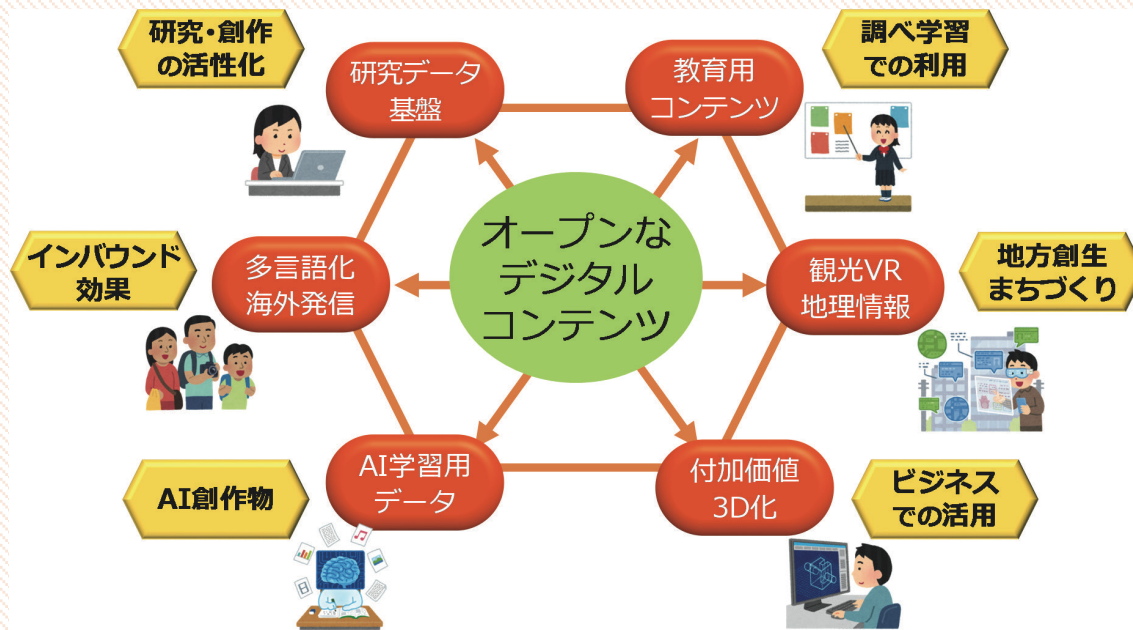 研究・創作
の活性化
研究データ
基盤
教育用
コンテンツ
調べ学習
での利用
インバウンド
効果
多言語化
海外発信
オープンな
デジタル
コンテンツ
観光VR
地理情報
地方創生
まちづくり
AI創作物
AI学習用
データ
付加価値
3D化
ビジネス
での活用